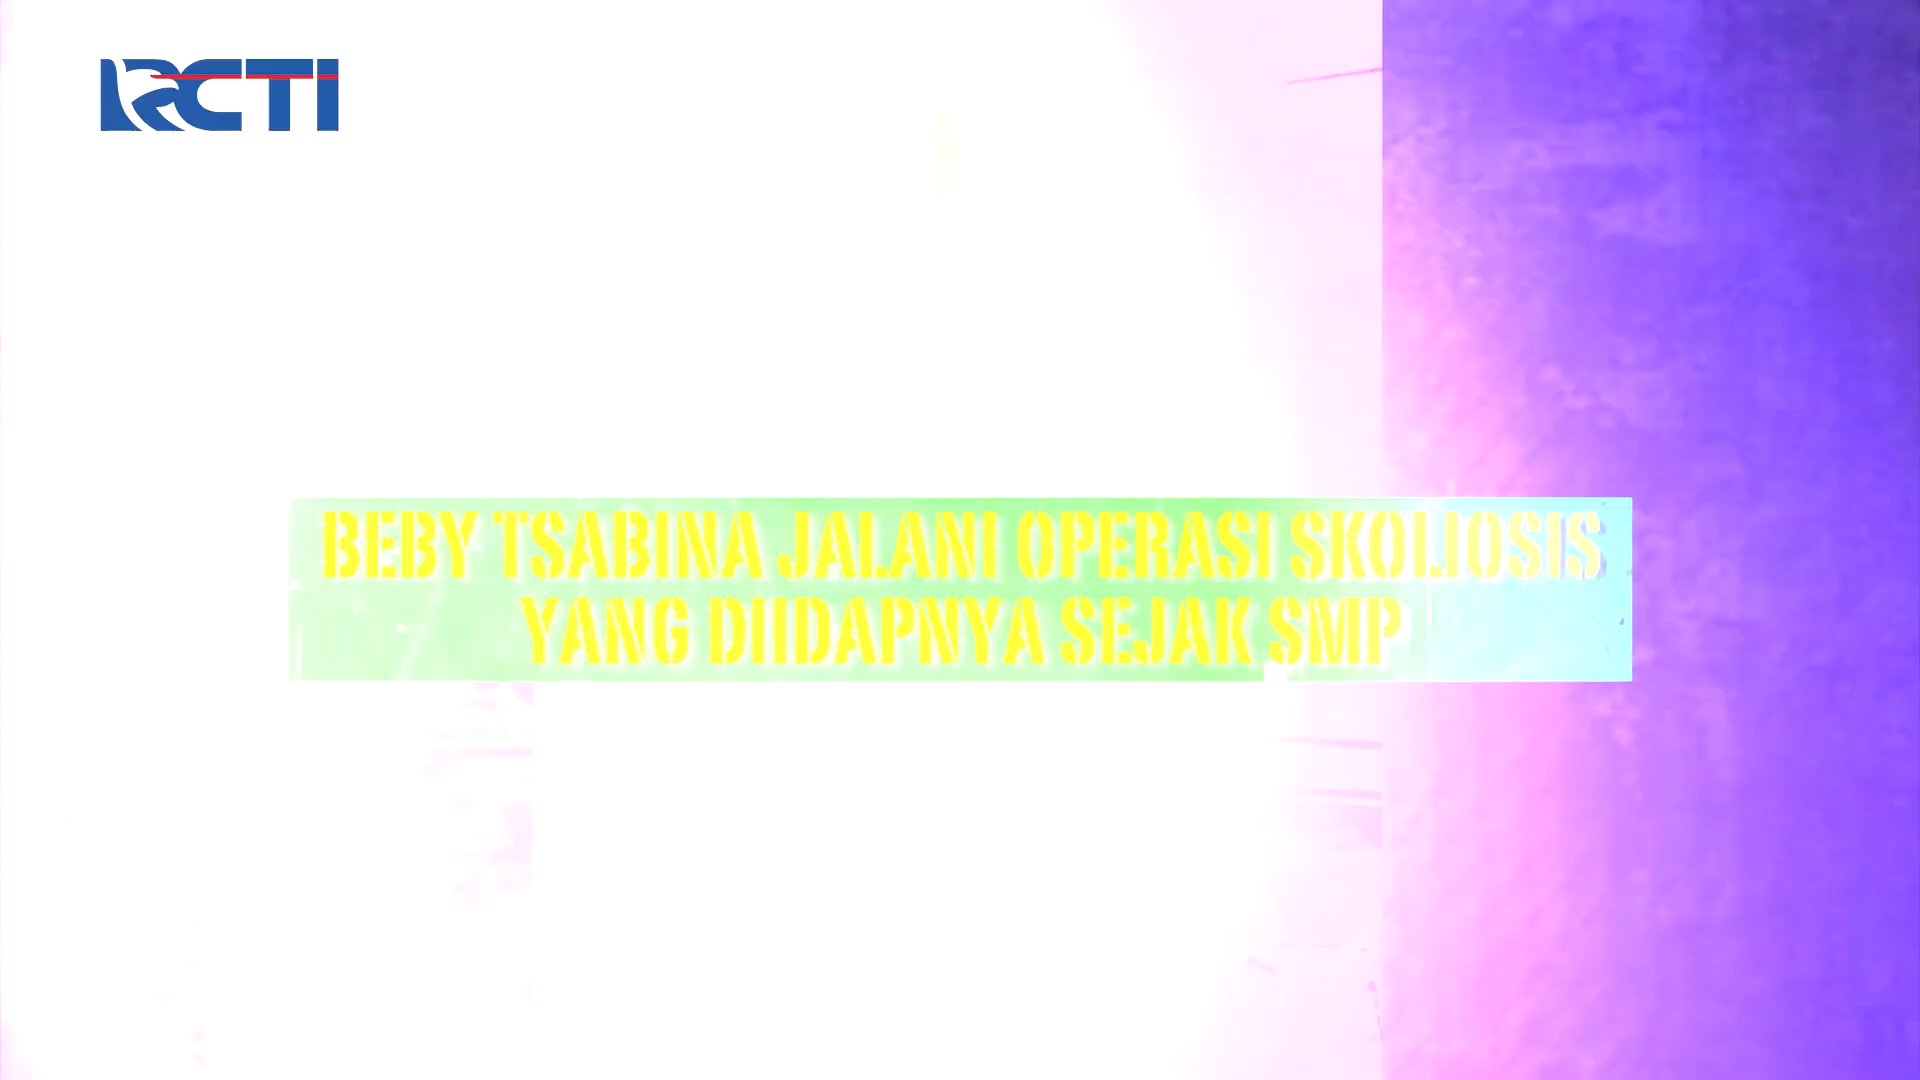 RCTI
BEBY TSABINA JALANI OPERASI SKOLIOSIS
YANG DIIDAPNYA SEJAK SMP